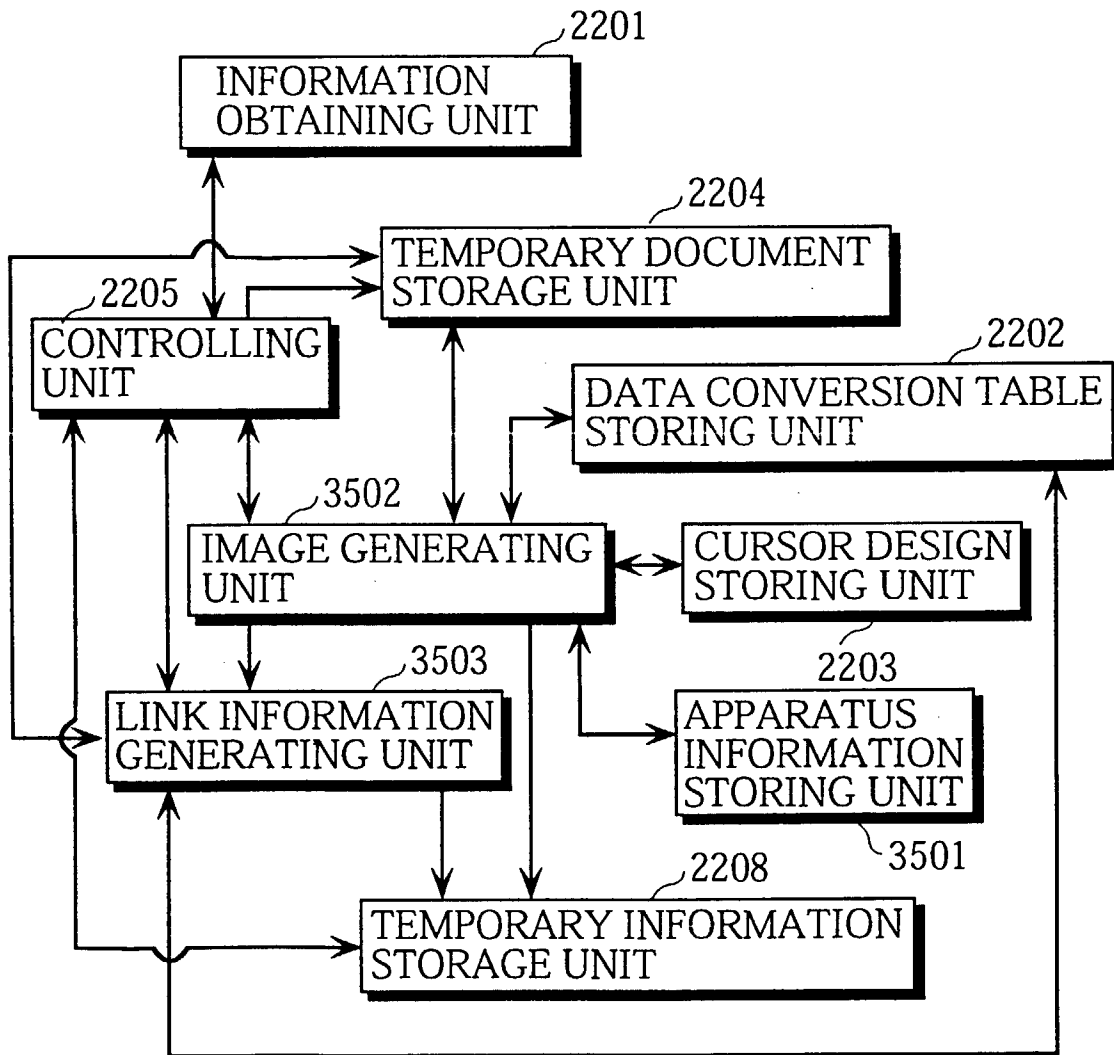 2201
INFORMATION
OBTAINING UNIT
2204
TEMPORARY DOCUMENT
STORAGE UNIT
2205
CONTROLLING
UNIT
2202
DATA CONVERSION TABLE
STORING UNIT
3502
IMAGE GENERATING
UNIT
CURSOR DESIGN
STORING UNIT
2203
3503
LINK INFORMATION
GENERATING UNIT
APPARATUS
INFORMATION
STORING UNIT
3501
2208
TEMPORARY INFORMATION
STORAGE UNIT